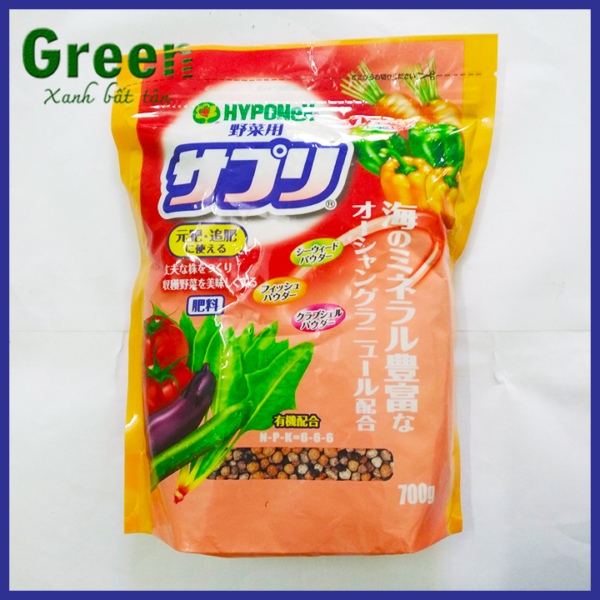 Green
Xanh bất tận
HYPONeX
野菜用
サプリ®
元肥・追肥
に使える
丈夫な株をつくり
収穫野菜を美味しくする
肥料
シーウィード
パウダー
フィッシュ
パウダー
クラブシェル
パウダー
海のミネラル豊富な
オーシャングラニュール配合
有機配合
N-P-K=6-6-6
700g